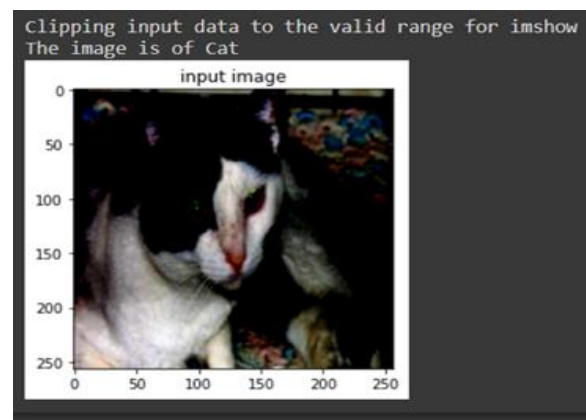 Clipping input data to the valid range for imshow
The image is of Cat
input image
0
50
100
150
200
250
0 50 100 150 200 250